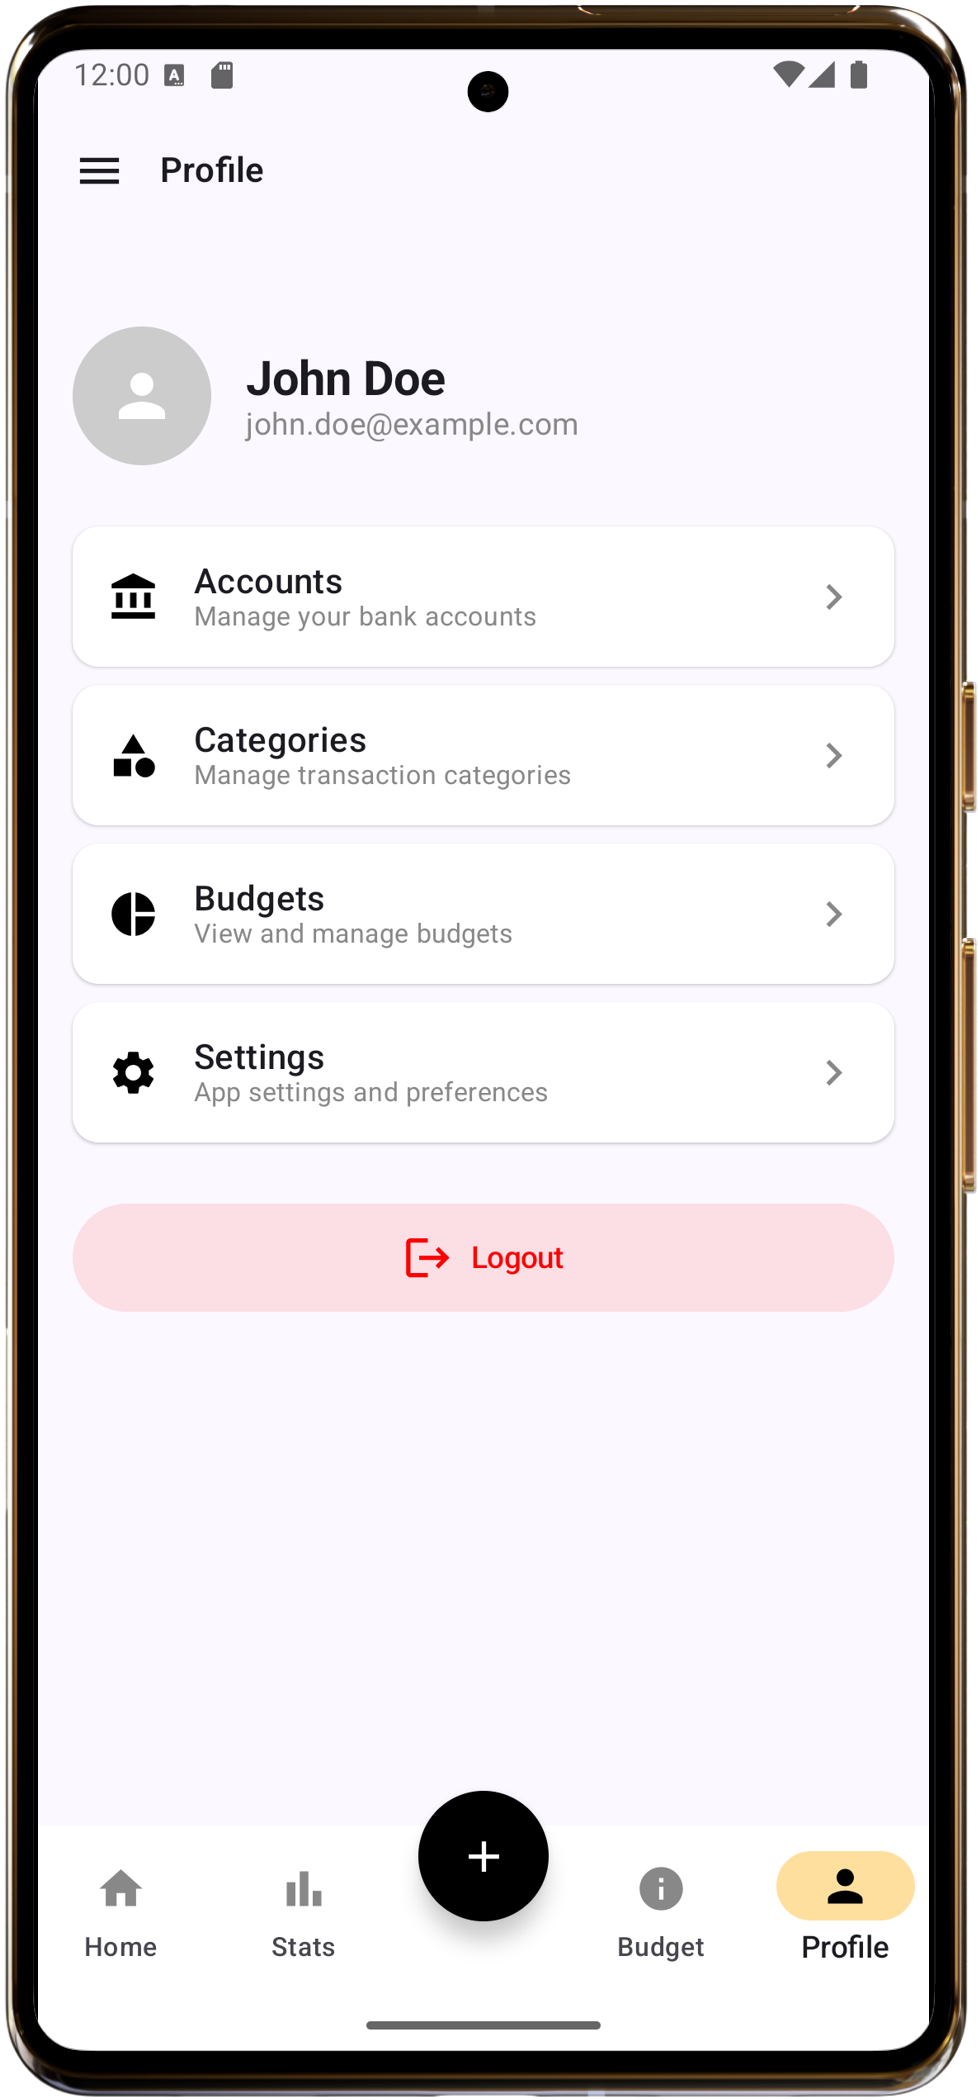 12:00
Profile
John Doe
john.doe@example.com
Accounts
Manage your bank accounts
Categories
Manage transaction categories
Budgets
View and manage budgets
Settings
App settings and preferences
Logout
Home Stats Budget Profile